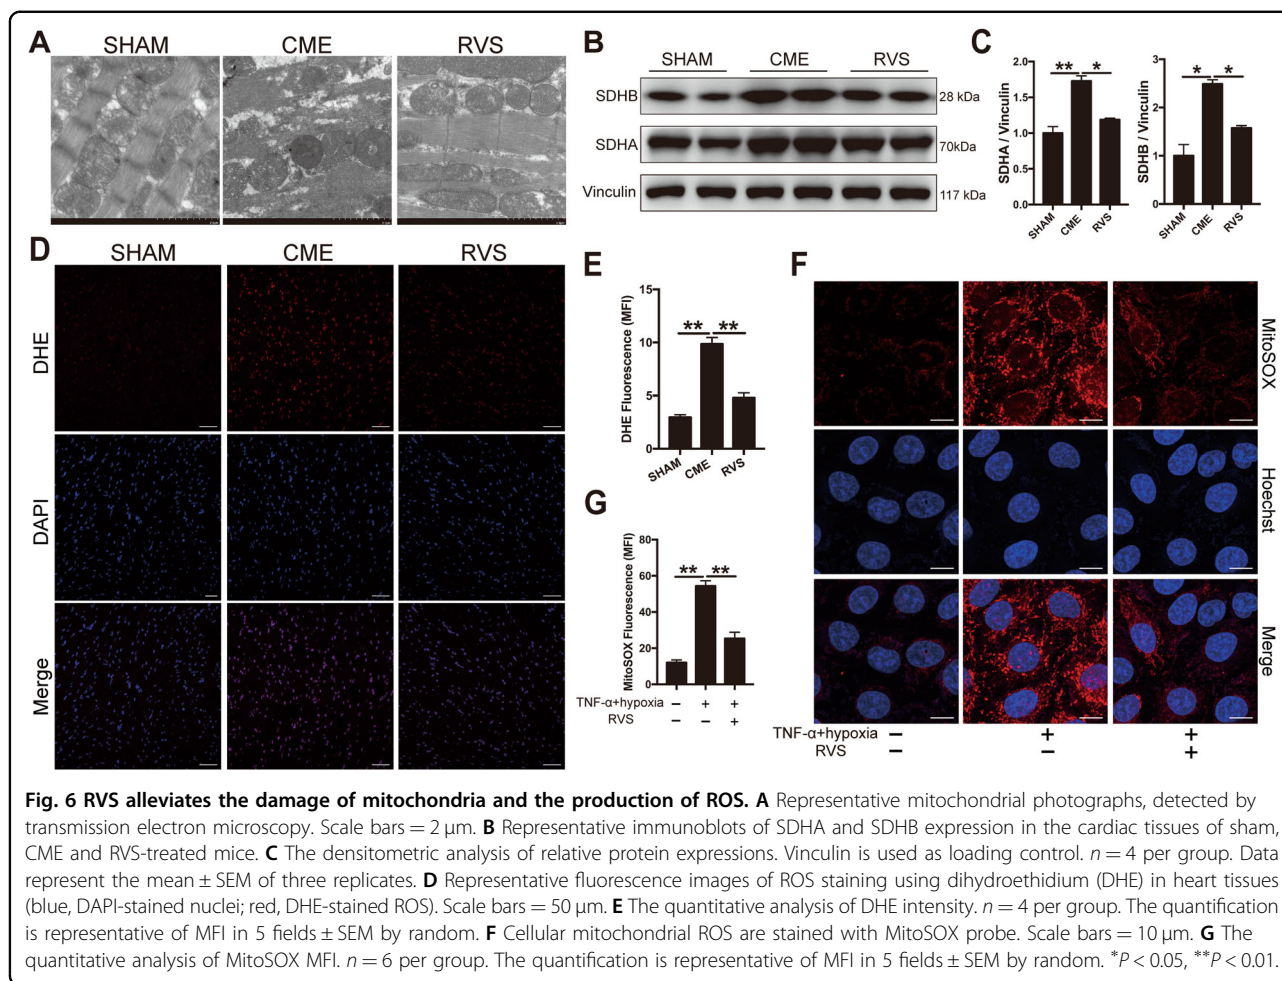 A
SHAM CME RVS
B
SHAM CME RVS
SDHB
28 kDa
SDHA
70kDa
Vinculin
117 kDa
C
SDHA / Vinculin
2.0
1.5
1.0
0.5
0.0
** *
SHAM
CME
RVS
SDHB / Vinculin
3
2
1
0
* *
SHAM
CME
RVS
D
SHAM CME RVS
DHE
DAPI
Merge
E
DHE Fluorescence (MFI)
15
10
5
0
** **
SHAM
CME
RVS
F
MitoSOX
Hoechst
Merge
TNF-α+hypoxia − + +
RVS − − +
G
MitoSOX Fluorescence (MFI)
80
60
40
20
0
** **
TNF-α+hypoxia − + +
RVS − − +
Fig. 6 RVS alleviates the damage of mitochondria and the production of ROS. A Representative mitochondrial photographs, detected by
transmission electron microscopy. Scale bars = 2 μm. B Representative immunoblots of SDHA and SDHB expression in the cardiac tissues of sham,
CME and RVS-treated mice. C The densitometric analysis of relative protein expressions. Vinculin is used as loading control. n = 4 per group. Data
represent the mean ± SEM of three replicates. D Representative fluorescence images of ROS staining using dihydroethidium (DHE) in heart tissues
(blue, DAPI-stained nuclei; red, DHE-stained ROS). Scale bars = 50 μm. E The quantitative analysis of DHE intensity. n = 4 per group. The quantification
is representative of MFI in 5 fields ± SEM by random. F Cellular mitochondrial ROS are stained with MitoSOX probe. Scale bars = 10 μm. G The
quantitative analysis of MitoSOX MFI. n = 6 per group. The quantification is representative of MFI in 5 fields ± SEM by random. *P < 0.05, **P < 0.01.